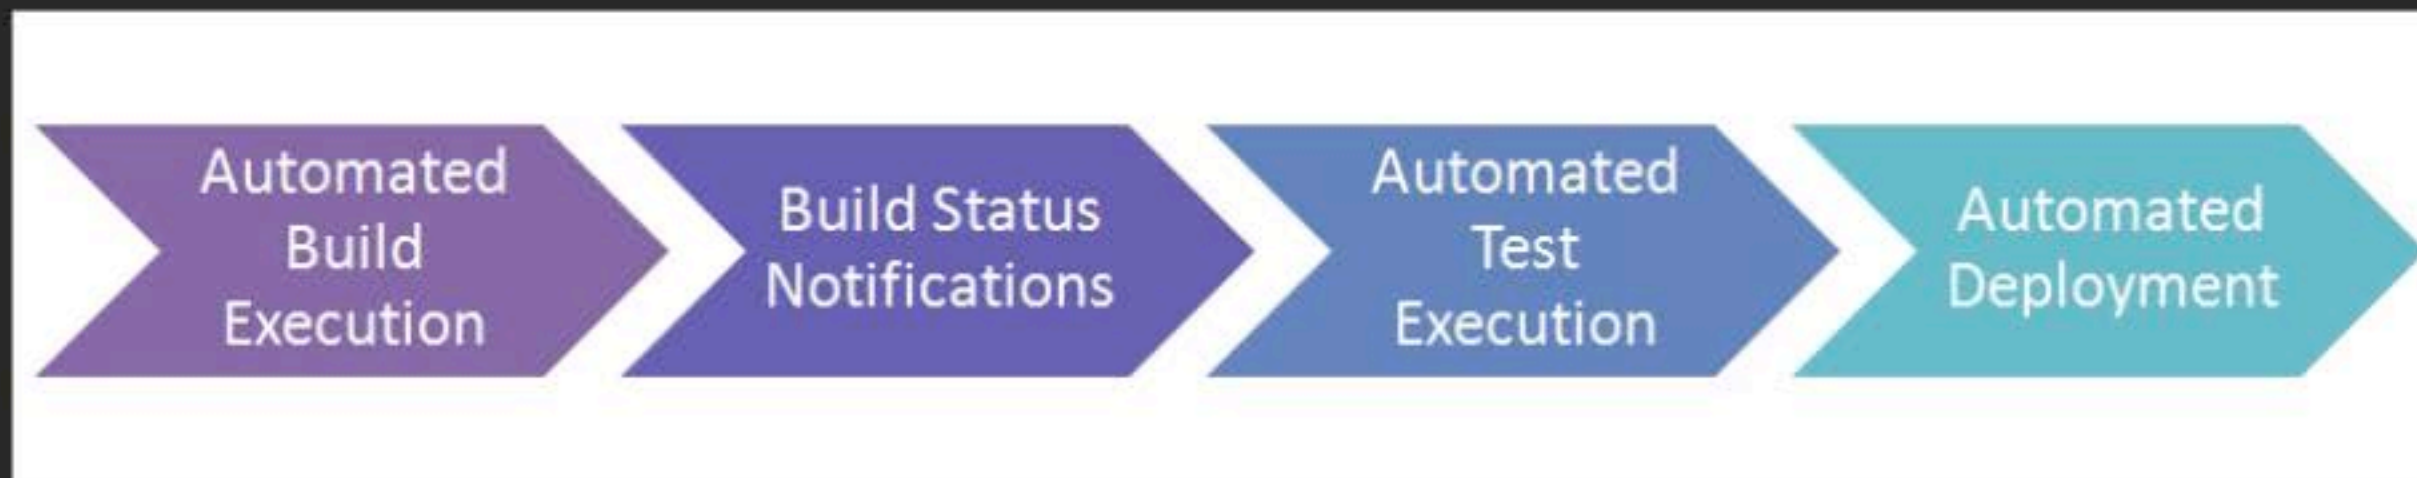 Automated
Build
Execution
Build Status
Notifications
Automated
Test
Execution
Automated
Deployment